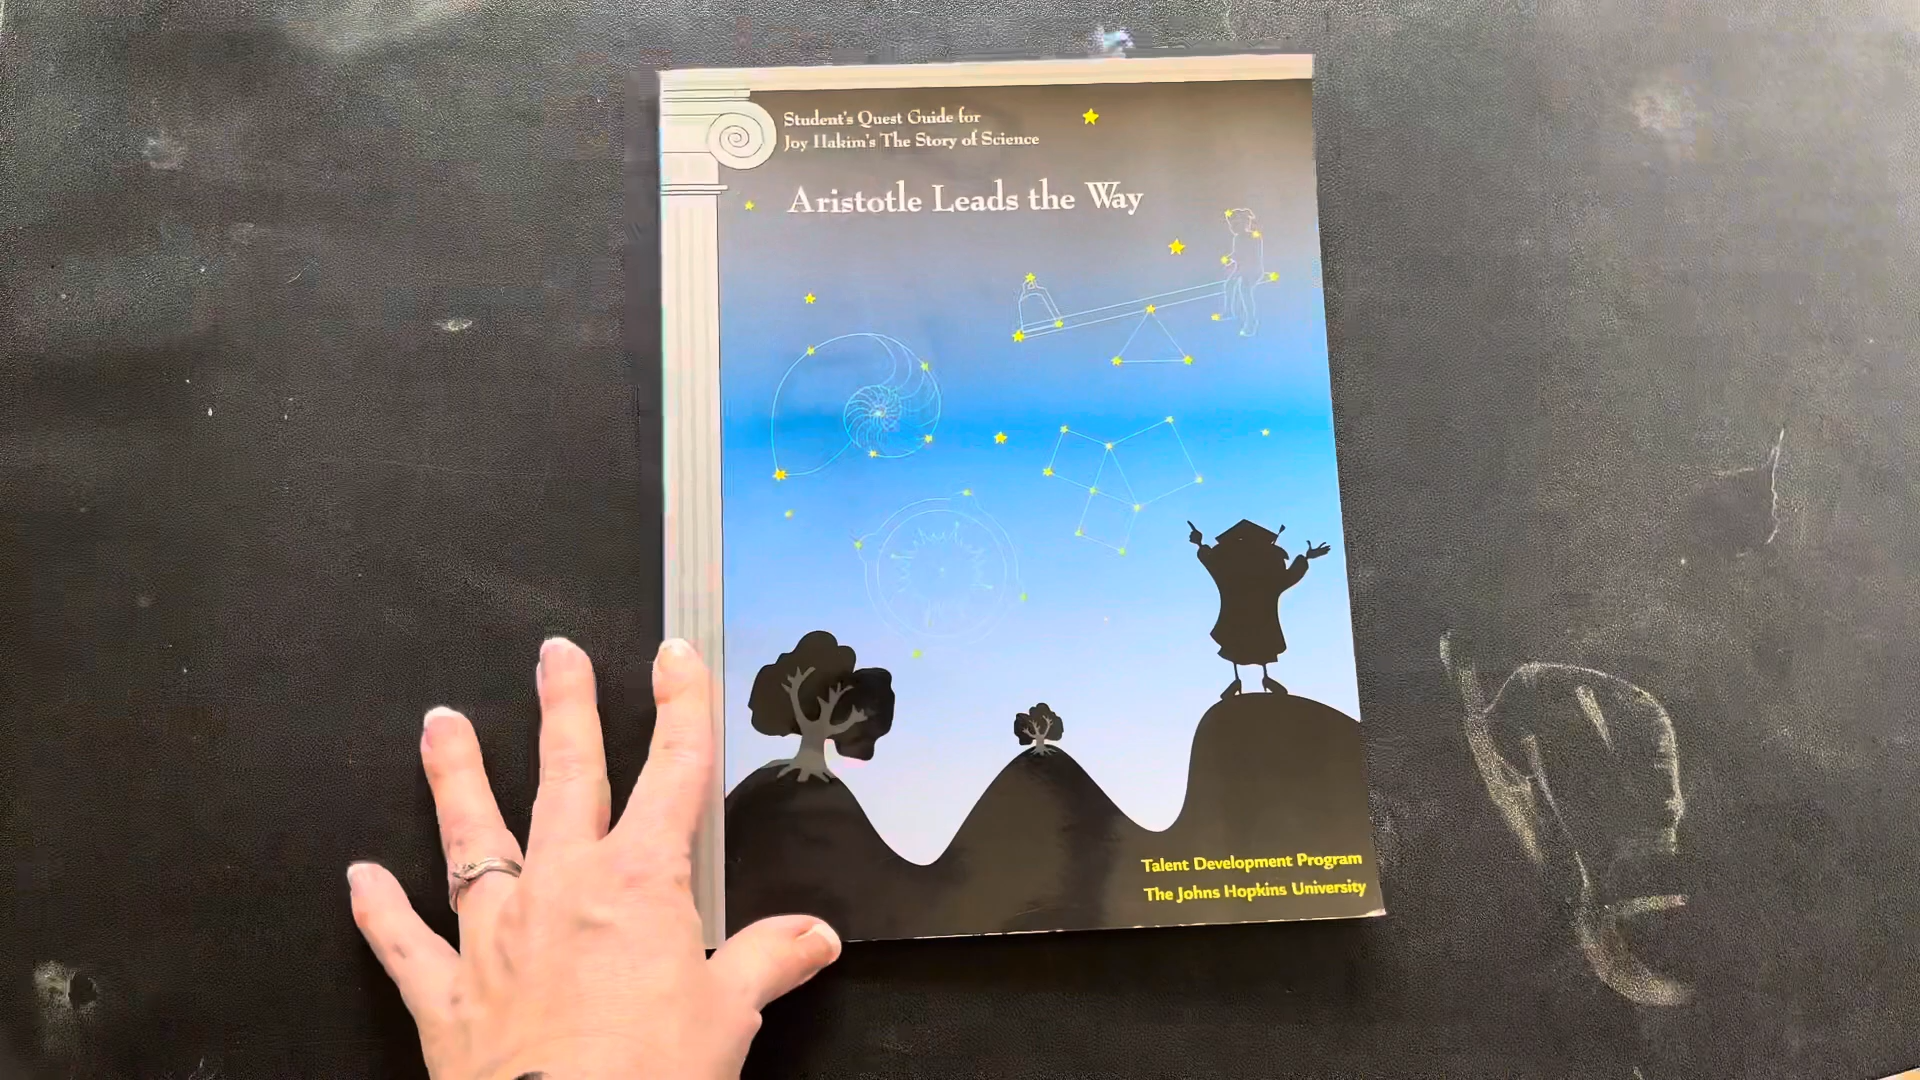 Student's Quest Guide for
Joy Hakim's The Story of Science
Aristotle Leads the Way
Talent Development Program
The Johns Hopkins University